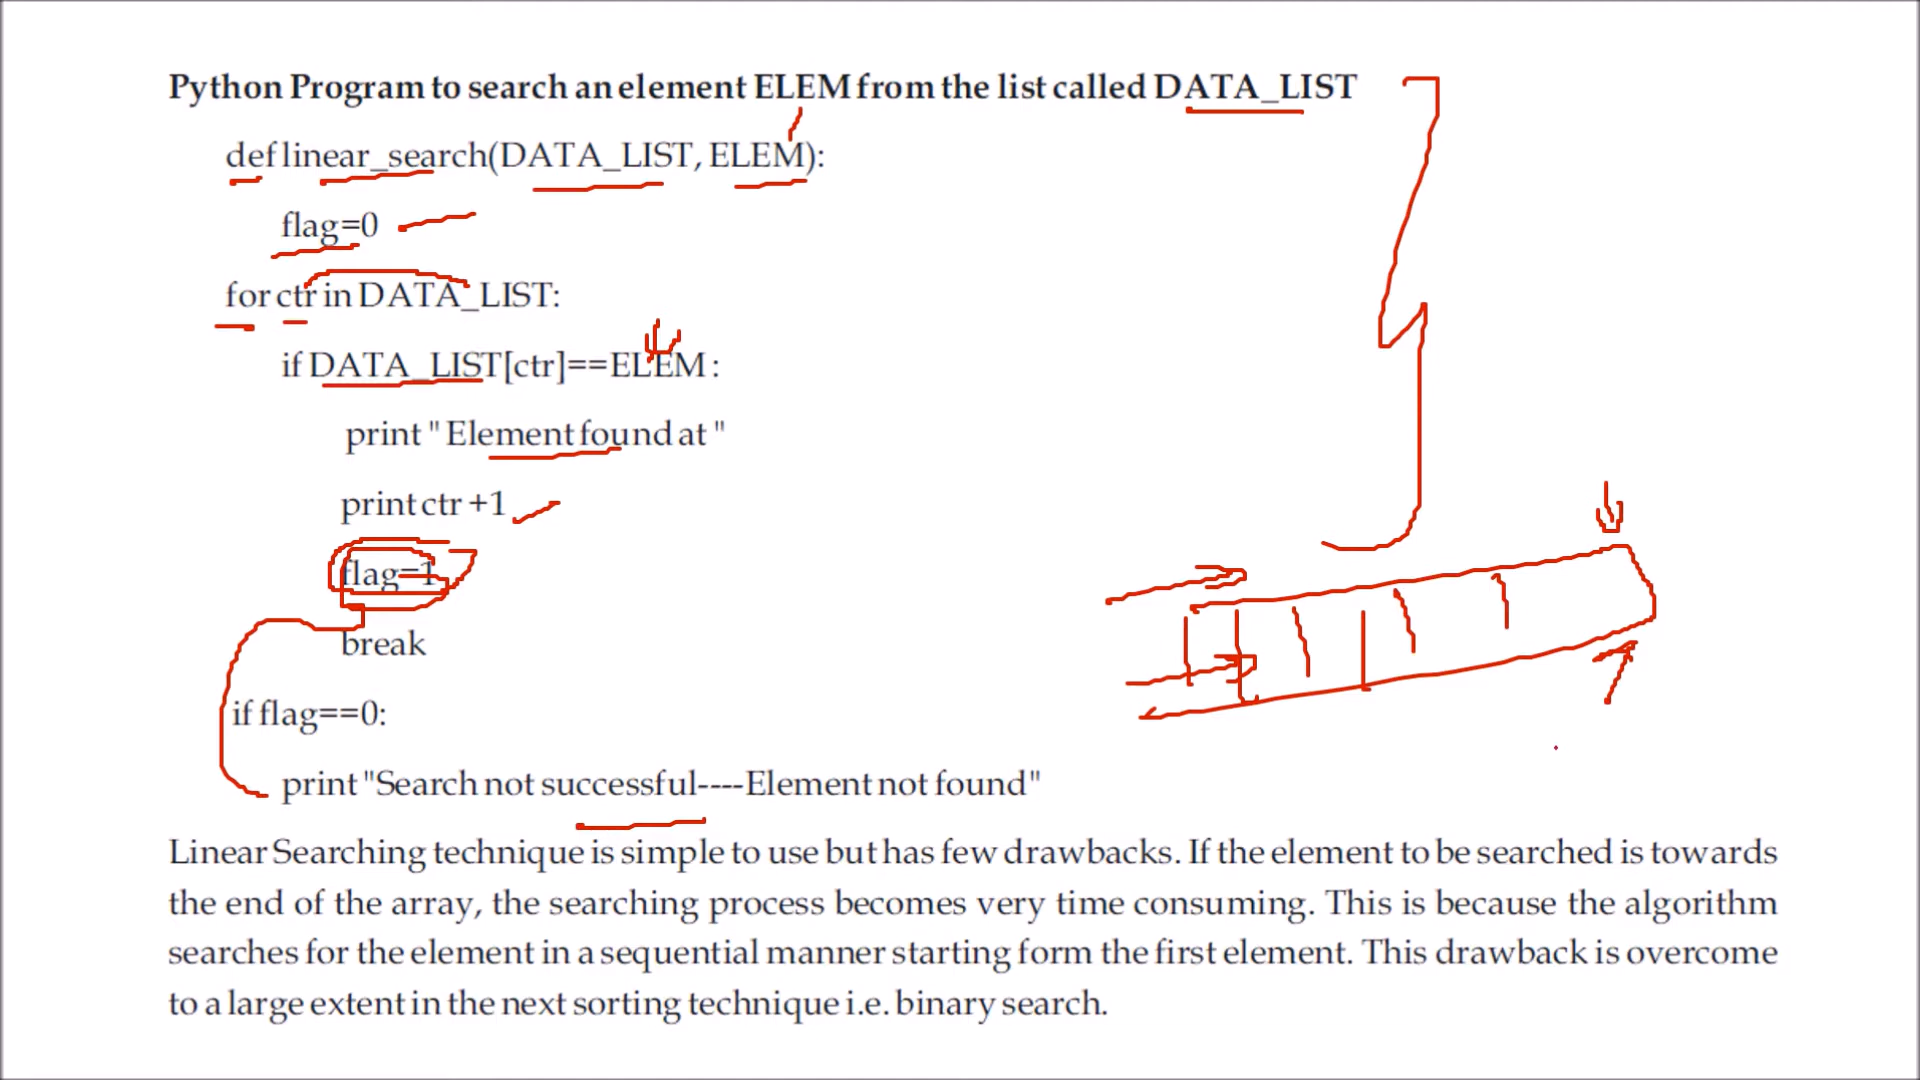 Python Program to search an element ELEM from the list called DATA_LIST
def linear_search(DATA_LIST, ELEM):
flag=0
for ctr in DATA_LIST:
if DATA_LIST[ctr]==ELEM :
print " Element found at "
print ctr +1
flag=1
break
if flag==0:
print "Search not successful----Element not found"
Linear Searching technique is simple to use but has few drawbacks. If the element to be searched is towards
the end of the array, the searching process becomes very time consuming. This is because the algorithm
searches for the element in a sequential manner starting form the first element. This drawback is overcome
to a large extent in the next sorting technique i.e. binary search.